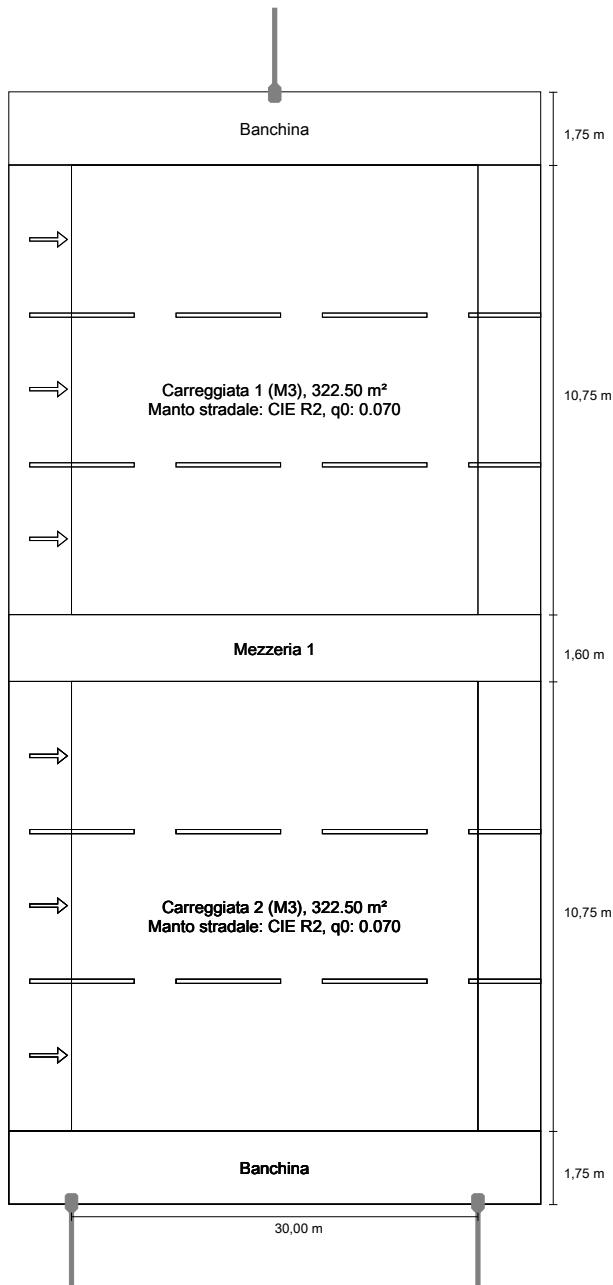 Banchina
1,75 m
Carreggiata 1 (M3), 322.50 m²
Manto stradale: CIE R2, q0: 0.070
10,75 m
Mezzeria 1
1,60 m
Carreggiata 2 (M3), 322.50 m²
Manto stradale: CIE R2, q0: 0.070
10,75 m
Banchina
1,75 m
30,00 m